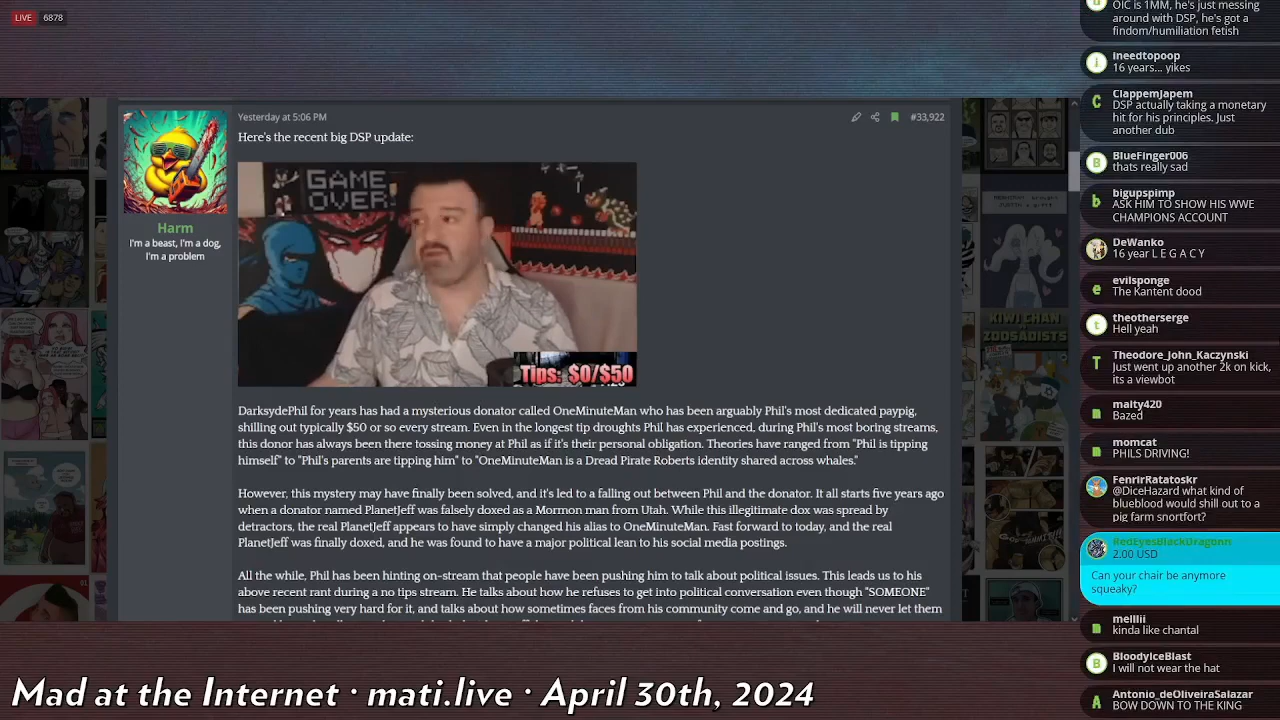 LIVE 6878
Harm
I'm a beast, i'm a dog,
I'm a problem
Yesterday at 5:06 PM
#33,922
Here's the recent big DSP update:
GAME
OVER!
Tips: $0/$50
DarksydePhil for years has had a mysterious donator called OneMinuteMan who has been arguably Phil's most dedicated paypig,
shilling out typically $50 or so every stream. Even in the longest tip droughts Phil has experienced, during Phil's most boring streams,
this donor has always been there tossing money at Phil as if it's their personal obligation. Theories have ranged from "Phil is tipping
himself" to "Phil's parents are tipping him" to "OneMinuteMan is a Dread Pirate Roberts identity shared across whales."
However, this mystery may have finally been solved, and it's led to a falling out between Phil and the donator. It all starts five years ago
when a donator named PlanetJeff was falsely doxed as a Mormon man from Utah. While this illegitimate dox was spread by
detractors, the real PlanetJeff appears to have simply changed his alias to OneMinuteMan. Fast forward to today, and the real
PlanetJeff was finally doxed, and he was found to have a major political lean to his social media postings.
All the while, Phil has been hinting on-stream that people have been pushing him to talk about political issues. This leads us to his
above recent rant during a no tips stream. He talks about how he refuses to get into political conversation even though "SOMEONE"
has been pushing very hard for it, and talks about how sometimes faces from his community come and go, and he will never let them
KIWI CHAN
ZOOSADISTS
OIC is 1MM, he's just messing
around with DSP, he's got a
findom/humiliation fetish
ineedtopoop
16 years... yikes
ClappemJapem
DSP actually taking a monetary
hit for his principles. Just
another dub
BlueFinger006
thats really sad
bigupspimp
ASK HIM TO SHOW HIS WWE
CHAMPIONS ACCOUNT
DeWanko
16 year L E G A C Y
evilsponge
The Kantent dood
theotherserge
Hell yeah
Theodore_John_Kaczynski
Just went up another 2k on kick,
its a viewbot
malty420
Bazed
momcat
PHILS DRIVING!
FenrirRatatoskr
@DiceHazard what kind of
blueblood would shill out to a
pig farm snortfort?
RedEyesBlackDragonn
2.00 USD
Can your chair be anymore
squeaky?
melllii
kinda like chantal
BloodyIceBlast
I will not wear the hat
Antonio_deOliveiraSalazar
BOW DOWN TO THE KING
Mad at the Internet · mati.live · April 30th, 2024